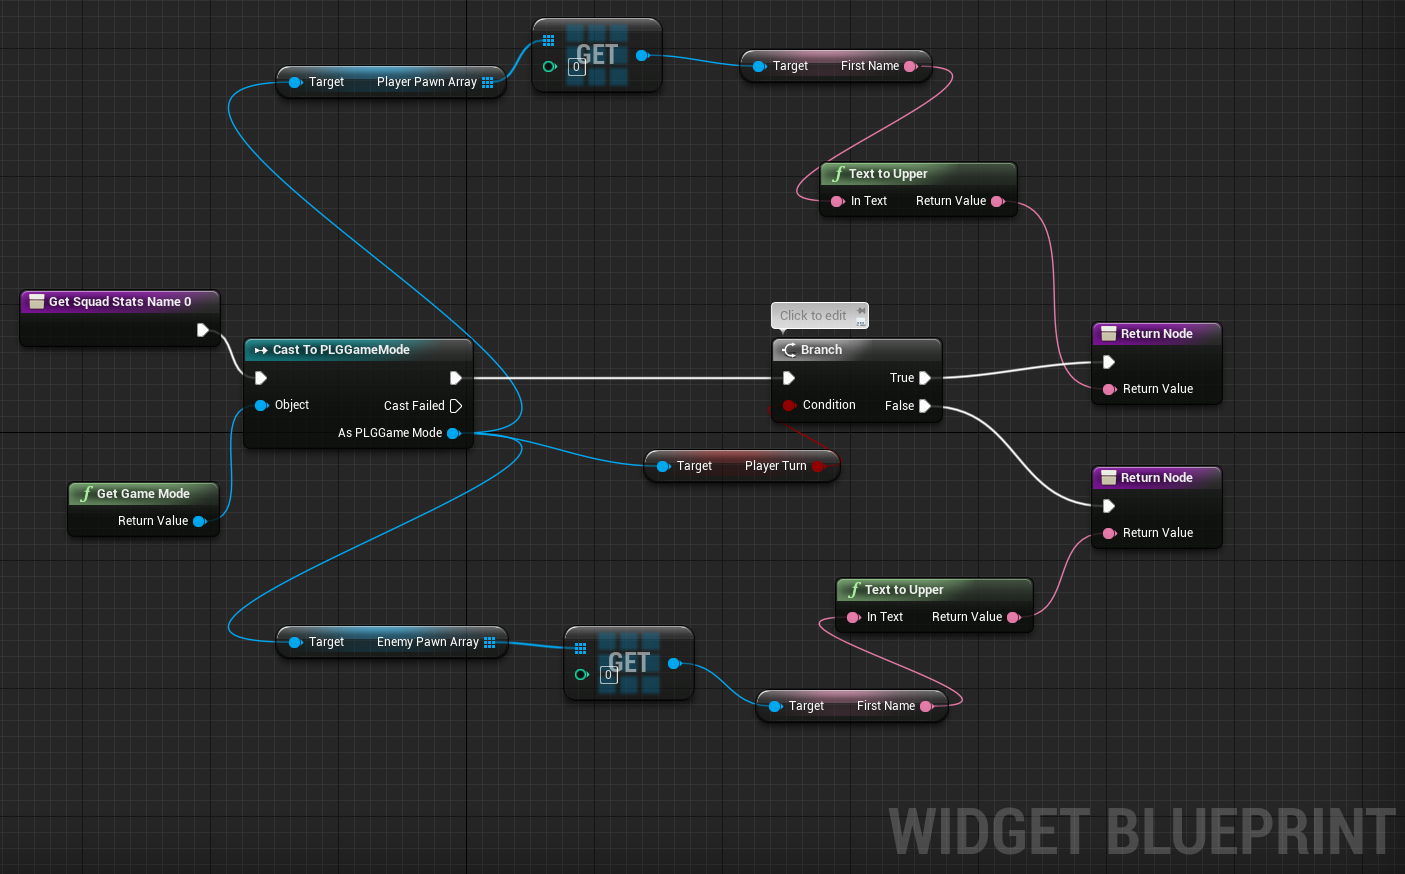 GET
0
Target Player Pawn Array
Target First Name
f Text to Upper
In Text Return Value
Get Squad Stats Name 0
Click to edit
Cast To PLGGameMode
Object Cast Failed
As PLGGame Mode
Branch
True
Condition False
Return Node
Return Value
Target Player Turn
f Get Game Mode
Return Value
Return Node
Return Value
f Text to Upper
In Text Return Value
Target Enemy Pawn Array
GET
0
Target First Name
WIDGET BLUEPRINT